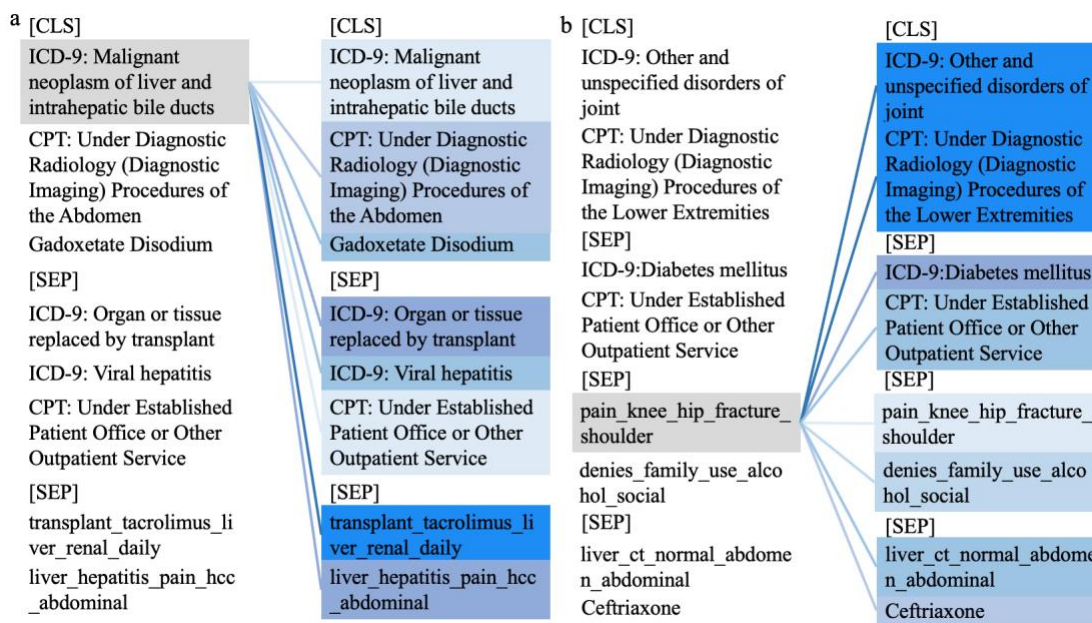 a
[CLS]
ICD-9: Malignant
neoplasm of liver and
intrahepatic bile ducts
CPT: Under Diagnostic
Radiology (Diagnostic
Imaging) Procedures of
the Abdomen
Gadoxetate Disodium
[SEP]
ICD-9: Organ or tissue
replaced by transplant
ICD-9: Viral hepatitis
CPT: Under Established
Patient Office or Other
Outpatient Service
[SEP]
transplant_tacrolimus_li
ver_renal_daily
liver_hepatitis_pain_hcc
_abdominal
[CLS]
ICD-9: Malignant
neoplasm of liver and
intrahepatic bile ducts
CPT: Under Diagnostic
Radiology (Diagnostic
Imaging) Procedures of
the Abdomen
Gadoxetate Disodium
[SEP]
ICD-9: Organ or tissue
replaced by transplant
ICD-9: Viral hepatitis
CPT: Under Established
Patient Office or Other
Outpatient Service
[SEP]
transplant_tacrolimus_li
ver_renal_daily
liver_hepatitis_pain_hcc
_abdominal
b
[CLS]
ICD-9: Other and
unspecified disorders of
joint
CPT: Under Diagnostic
Radiology (Diagnostic
Imaging) Procedures of
the Lower Extremities
[SEP]
ICD-9:Diabetes mellitus
CPT: Under Established
Patient Office or Other
Outpatient Service
[SEP]
pain_knee_hip_fracture_
shoulder
denies_family_use_alco
hol_social
[SEP]
liver_ct_normal_abdome
n_abdominal
Ceftriaxone
[CLS]
ICD-9: Other and
unspecified disorders of
joint
CPT: Under Diagnostic
Radiology (Diagnostic
Imaging) Procedures of
the Lower Extremities
[SEP]
ICD-9:Diabetes mellitus
CPT: Under Established
Patient Office or Other
Outpatient Service
[SEP]
pain_knee_hip_fracture_
shoulder
denies_family_use_alco
hol_social
[SEP]
liver_ct_normal_abdome
n_abdominal
Ceftriaxone